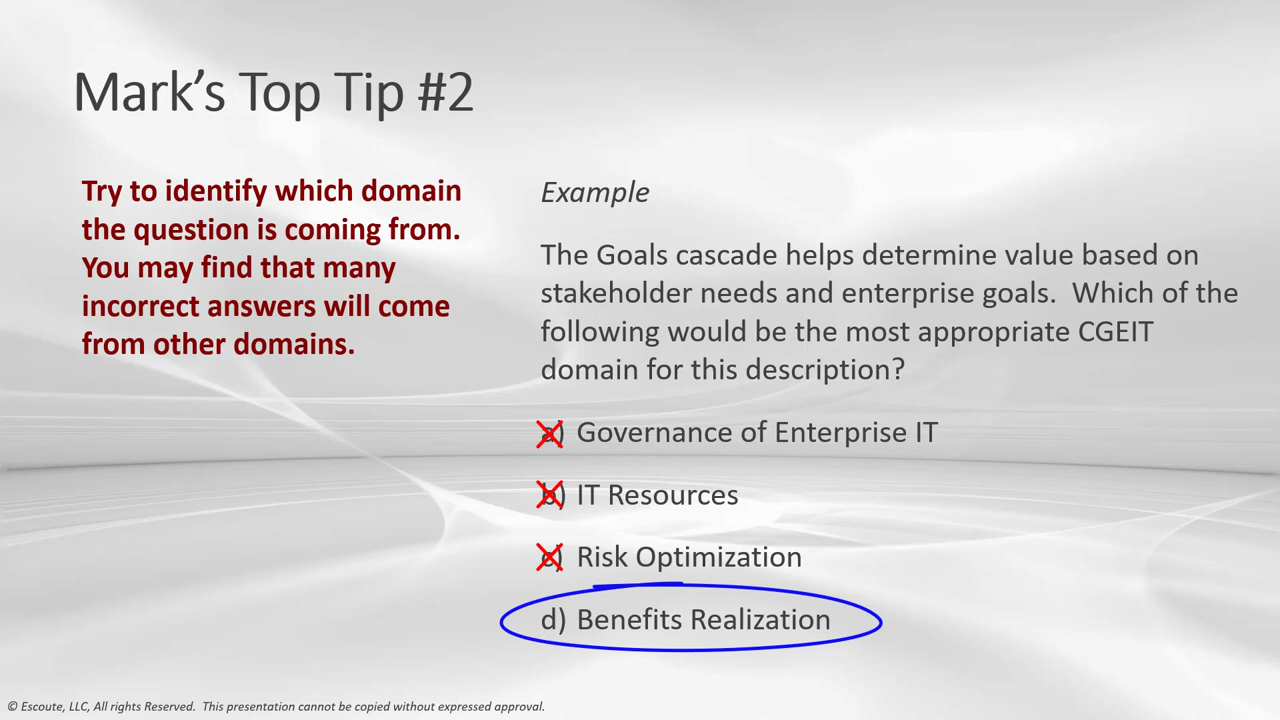 Mark's Top Tip #2
Try to identify which domain
the question is coming from.
You may find that many
incorrect answers will come
from other domains.
Example
The Goals cascade helps determine value based on
stakeholder needs and enterprise goals.  Which of the
following would be the most appropriate CGEIT
domain for this description?
a) Governance of Enterprise IT
b) IT Resources
c) Risk Optimization
d) Benefits Realization
© Escoute, LLC, All rights Reserved.  This presentation cannot be copied without expressed approval.